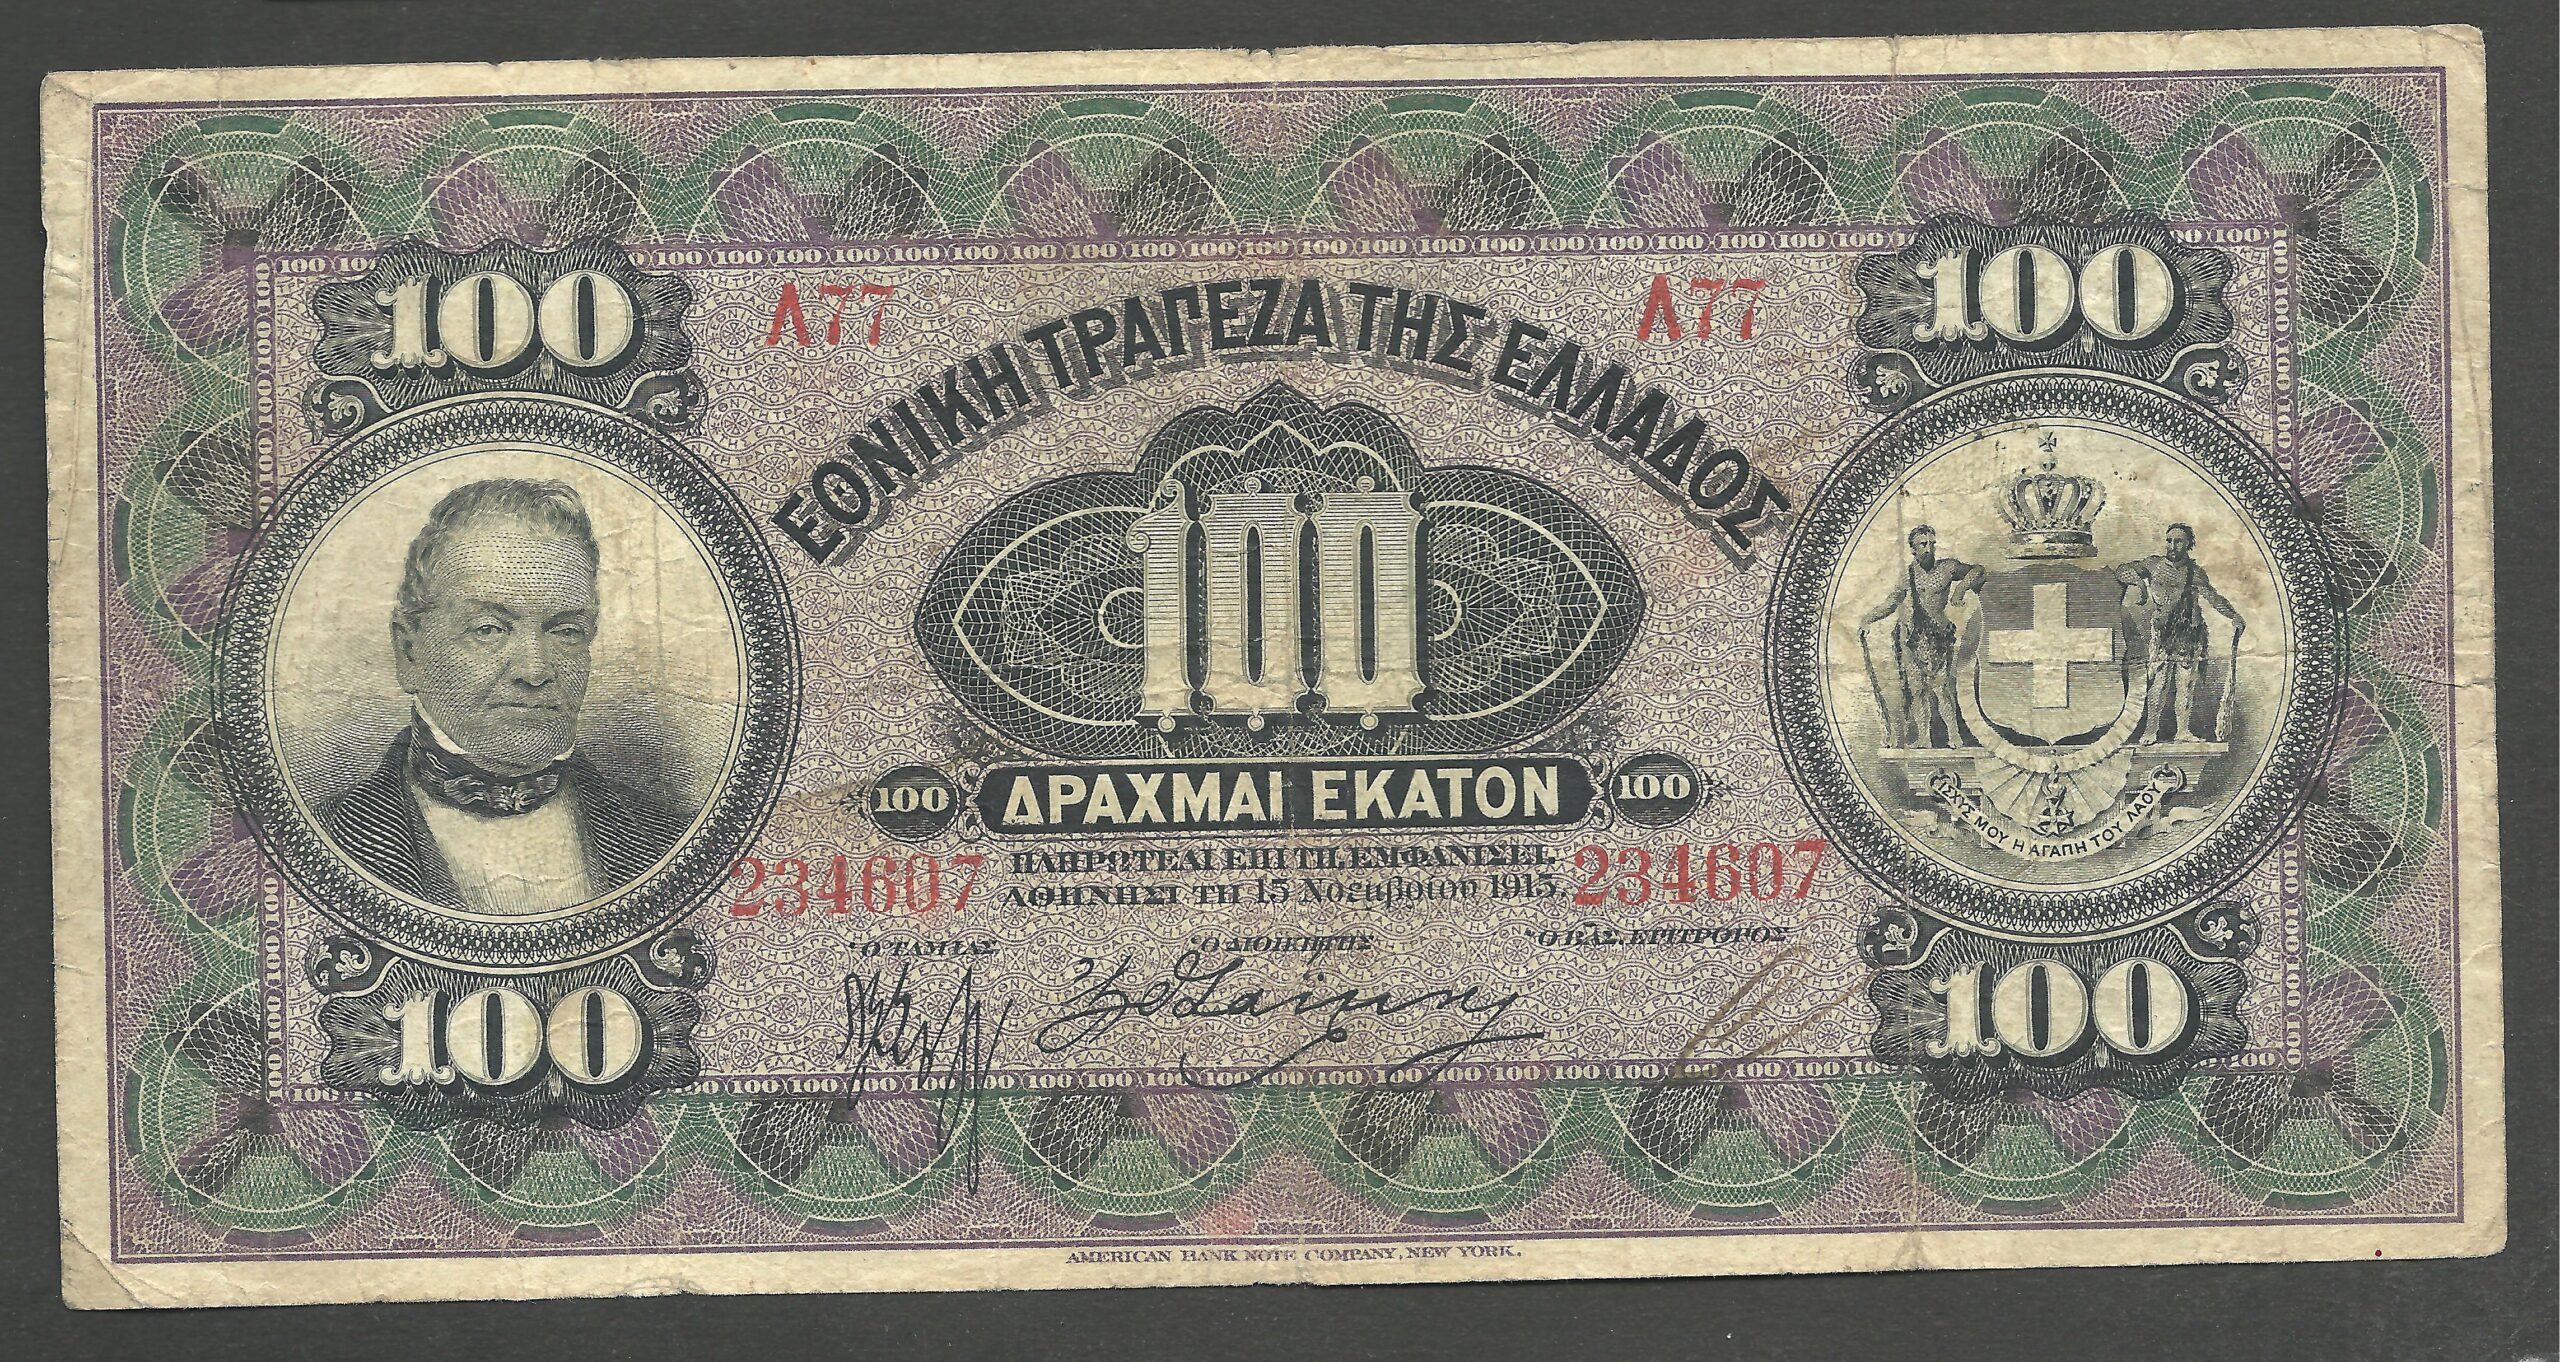 100 100
Λ77 Λ77
ΕΘΝΙΚΗ ΤΡΑΠΕΖΑ ΤΗΣ ΕΛΛΑΔΟΣ
100
100 ΔΡΑΧΜΑΙ ΕΚΑΤΟΝ 100
ΙΣΧΥΣ ΜΟΥ Η ΑΓΑΠΗ ΤΟΥ ΛΑΟΥ
ΠΛΗΡΩΤΕΑΙ ΕΠΙ ΤΗ, ΕΜΦΑΝΙΣΕΙ.
234607 234607
ΑΘΗΝΗΣΙ ΤΗ 15 Νοεμβρίου 1915.
Ὁ ΤΑΜΙΑΣ Ὁ ΔΙΟΙΚΗΤΗΣ Ὁ ΒΑΣ. ΕΠΙΤΡΟΠΟΣ
100 100
AMERICAN BANK NOTE COMPANY, NEW YORK.